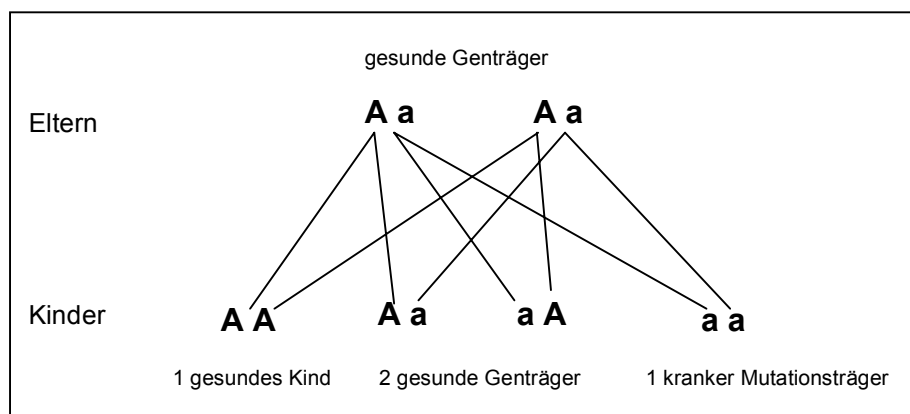 gesunde Genträger
Eltern A a A a
Kinder A A A a a A a a
1 gesundes Kind 2 gesunde Genträger 1 kranker Mutationsträger